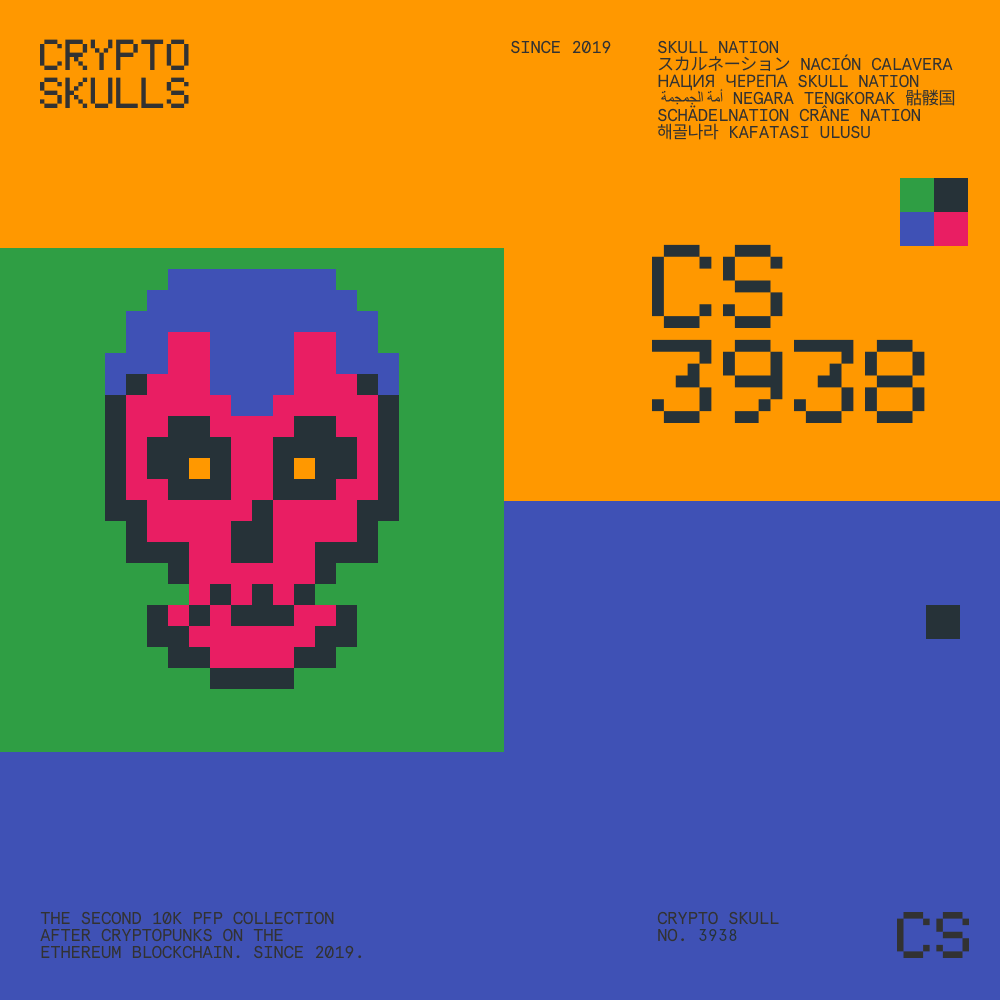 CRYPTO
SKULLS
SINCE 2019
SKULL NATION
スカルネーション NACIÓN CALAVERA
НАЦИЯ ЧЕРЕПА SKULL NATION
أمة الجمجمة NEGARA TENGKORAK 骷髅国
SCHÄDELNATION CRÂNE NATION
해골나라 KAFATASI ULUSU
CS
3938
THE SECOND 10K PFP COLLECTION
AFTER CRYPTOPUNKS ON THE
ETHEREUM BLOCKCHAIN. SINCE 2019.
CRYPTO SKULL
NO. 3938
CS